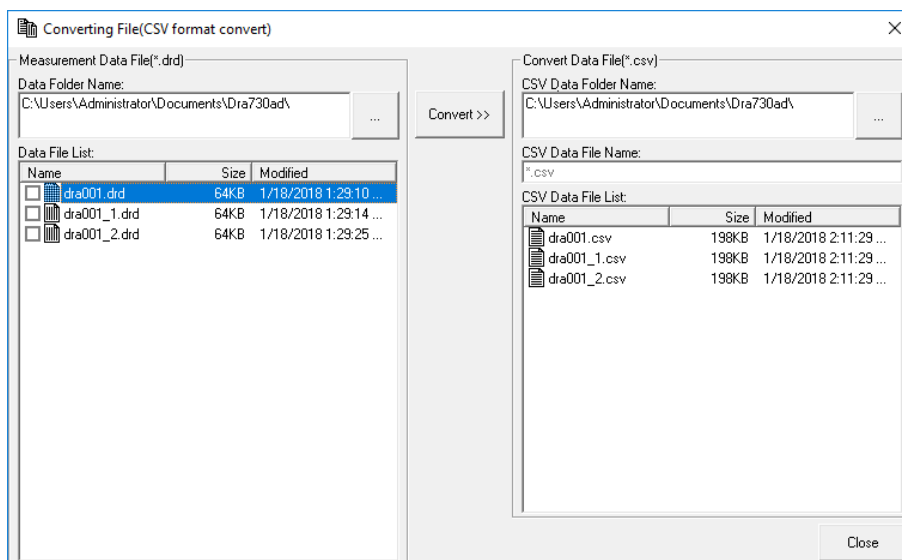 Converting File(CSV format convert)
Measurement Data File(*.drd)
Data Folder Name:
C:\Users\Administrator\Documents\Dra730ad\
...
Data File List:
Name Size Modified
dra001.drd 64KB 1/18/2018 1:29:10 ...
dra001_1.drd 64KB 1/18/2018 1:29:14 ...
dra001_2.drd 64KB 1/18/2018 1:29:25 ...
Convert >>
Convert Data File(*.csv)
CSV Data Folder Name:
C:\Users\Administrator\Documents\Dra730ad\
...
CSV Data File Name:
*.csv
CSV Data File List:
Name Size Modified
dra001.csv 198KB 1/18/2018 2:11:29 ...
dra001_1.csv 198KB 1/18/2018 2:11:29 ...
dra001_2.csv 198KB 1/18/2018 2:11:29 ...
Close